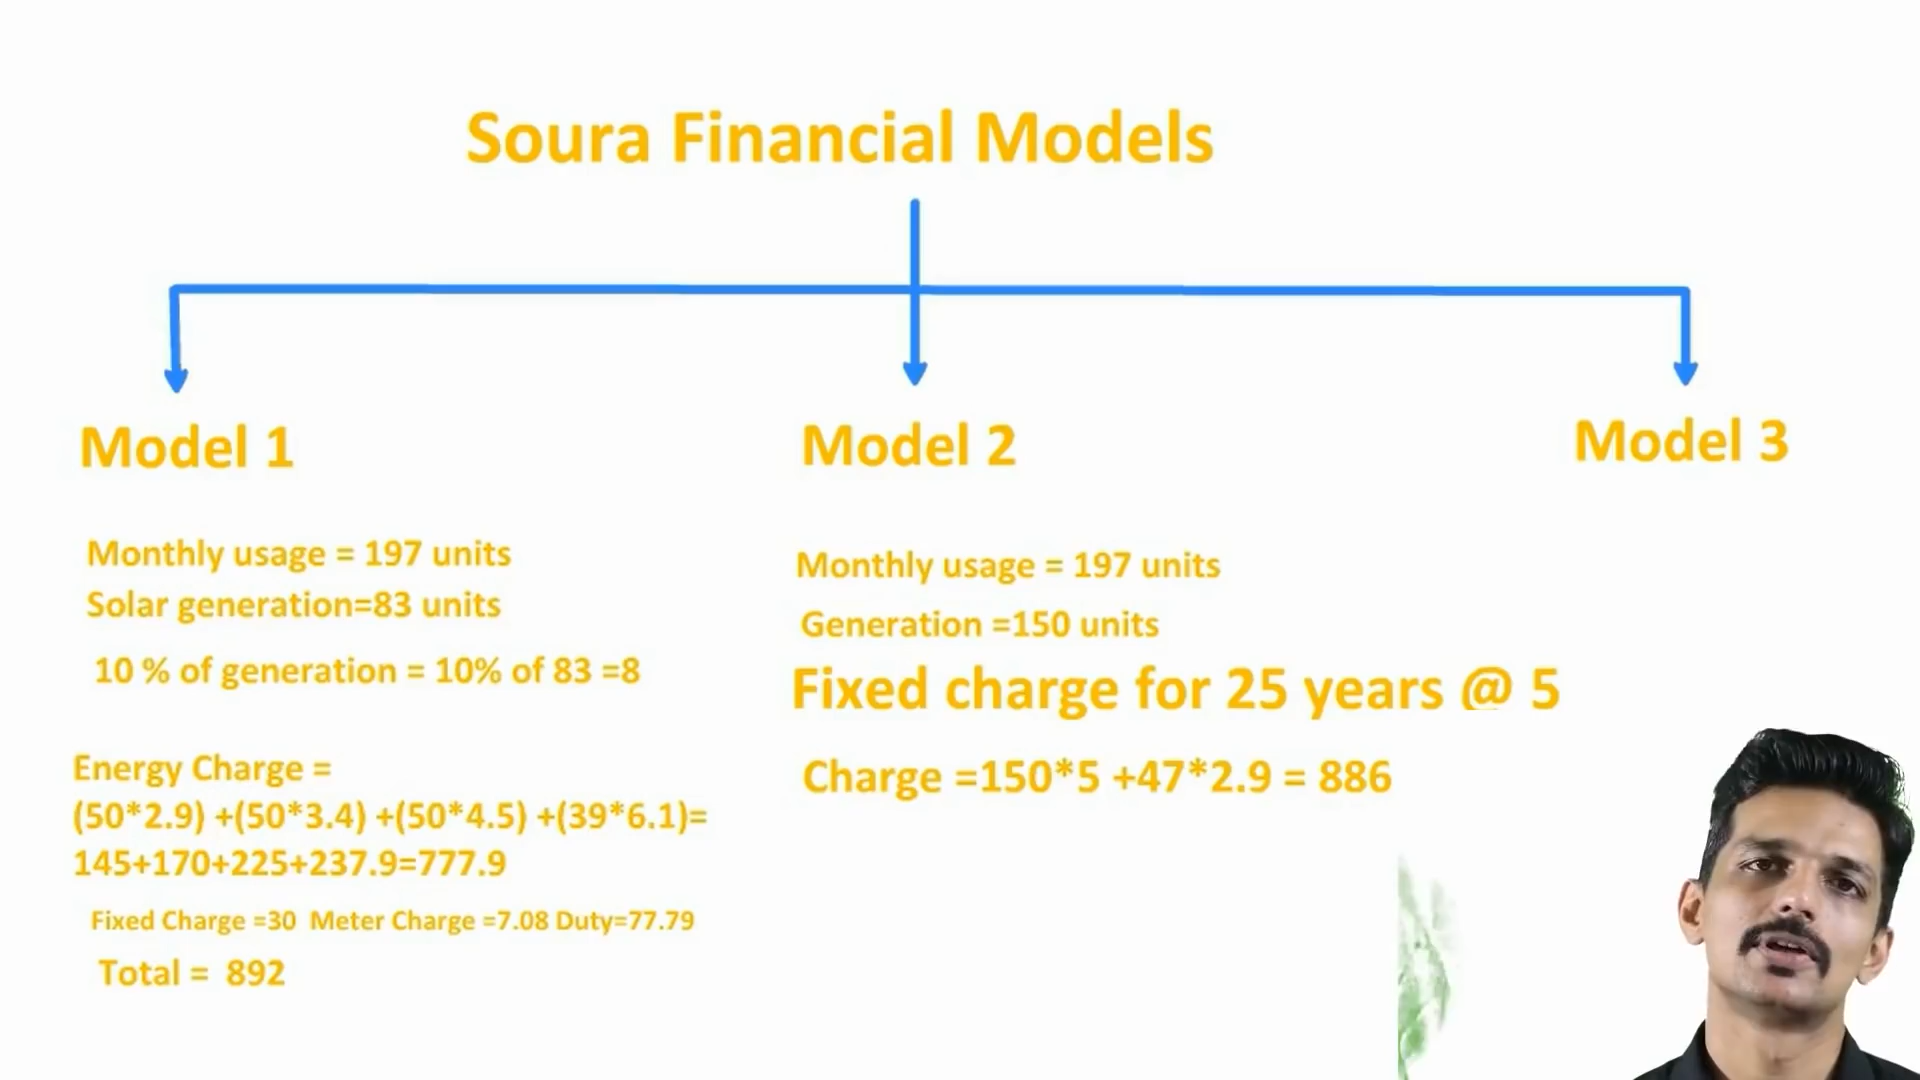 Soura Financial Models
Model 1
Monthly usage = 197 units
Solar generation=83 units
10 % of generation = 10% of 83 =8
Energy Charge =
(50*2.9) +(50*3.4) +(50*4.5) +(39*6.1)=
145+170+225+237.9=777.9
Fixed Charge =30 Meter Charge =7.08 Duty=77.79
Total = 892
Model 2
Monthly usage = 197 units
Generation =150 units
Fixed charge for 25 years @ 5
Charge =150*5 +47*2.9 = 886
Model 3